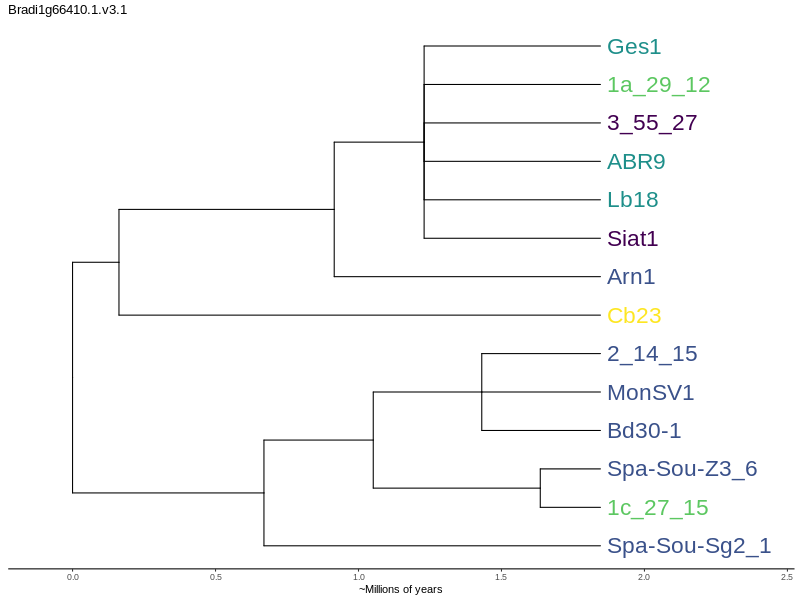 Bradi1g66410.1.v3.1
Ges1
1a_29_12
3_55_27
ABR9
Lb18
Siat1
Arn1
Cb23
2_14_15
MonSV1
Bd30-1
Spa-Sou-Z3_6
1c_27_15
Spa-Sou-Sg2_1
0.0 0.5 1.0 1.5 2.0 2.5
~Millions of years